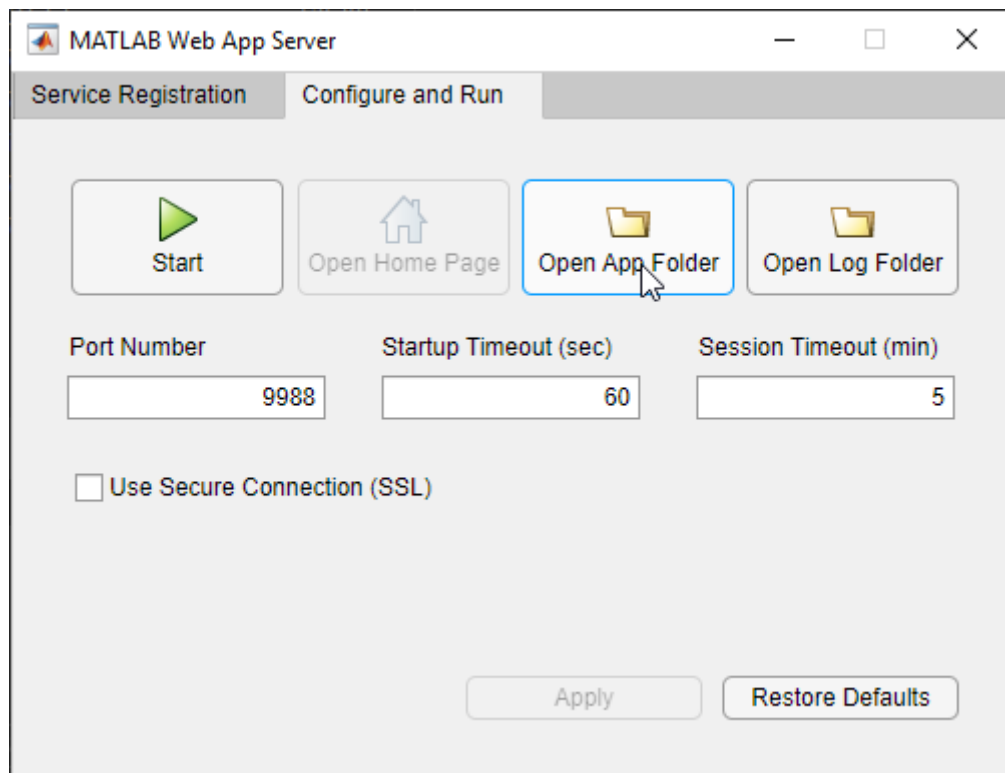 MATLAB Web App Server
Service Registration Configure and Run
Start Open Home Page Open App Folder Open Log Folder
Port Number Startup Timeout (sec) Session Timeout (min)
9988 60 5
Use Secure Connection (SSL)
Apply Restore Defaults